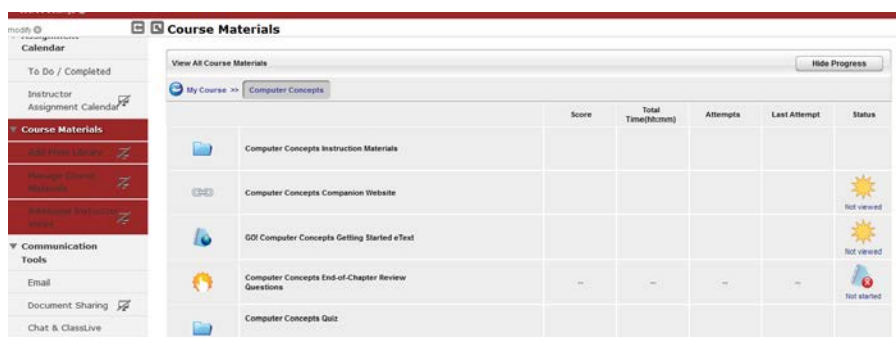 modify
Course Materials
Calendar
To Do / Completed
Instructor
Assignment Calendar
Course Materials
Communication
Tools
Email
Document Sharing
Chat & ClassLive
View All Course Materials
Hide Progress
My Course >> Computer Concepts
Score
Total
Time(hh:mm)
Attempts
Last Attempt
Status
Computer Concepts Instruction Materials
Computer Concepts Companion Website
Not viewed
GO! Computer Concepts Getting Started eText
Not viewed
Computer Concepts End-of-Chapter Review
Questions
--
--
--
--
Not started
Computer Concepts Quiz